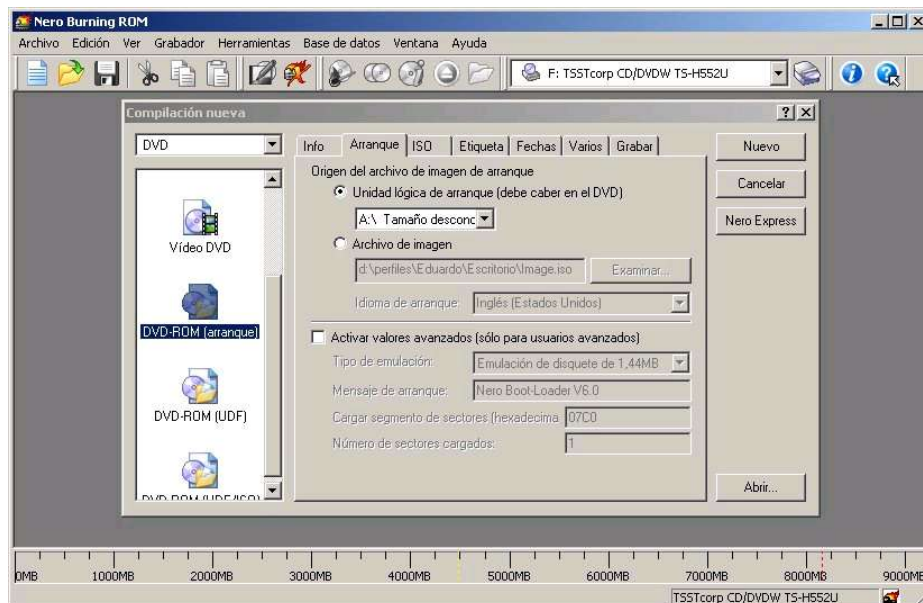 Nero Burning ROM
Archivo Edición Ver Grabador Herramientas Base de datos Ventana Ayuda
F: TSSTcorp CD/DVDW TS-H552U
Compilación nueva
DVD
Info Arranque ISO Etiqueta Fechas Varios Grabar
Nuevo
Cancelar
Nero Express
Origen del archivo de imagen de arranque
Unidad lógica de arranque (debe caber en el DVD)
A:\ Tamaño descono
Archivo de imagen
d:\perfiles\Eduardo\Escritorio\Image.iso
Examinar...
Idioma de arranque: Inglés (Estados Unidos)
Activar valores avanzados (sólo para usuarios avanzados)
Tipo de emulación: Emulación de disquete de 1,44MB
Mensaje de arranque: Nero Boot-Loader V6.0
Cargar segmento de sectores (hexadecima 07C0
Número de sectores cargados: 1
Vídeo DVD
DVD-ROM (arranque)
DVD-ROM (UDF)
DVD-ROM (UDF/ISO)
Abrir...
0MB 1000MB 2000MB 3000MB 4000MB 5000MB 6000MB 7000MB 8000MB 9000MB
TSSTcorp CD/DVDW TS-H552U